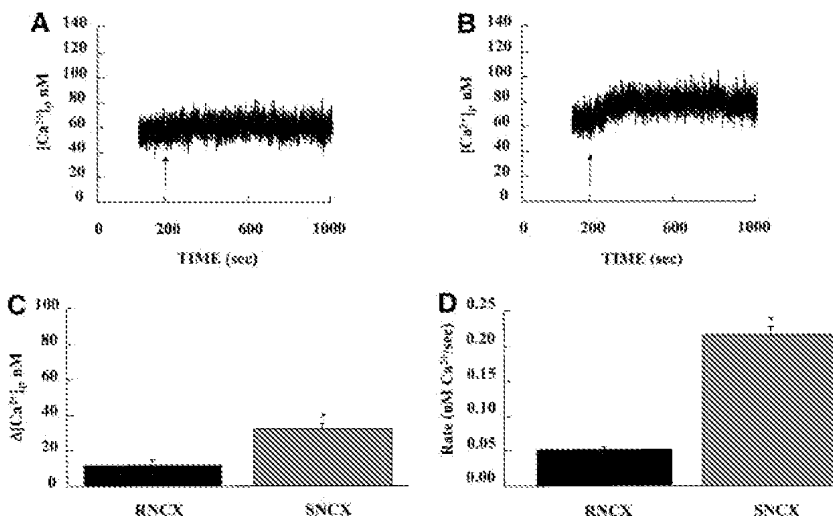 A
[Ca²⁺]i, nM
140
120
100
80
60
40
20
0
0 200 600 1000
TIME (sec)
B
[Ca²⁺]i, nM
140
120
100
80
60
40
20
0
0 200 600 1000
TIME (sec)
C
Δ[Ca²⁺]i, nM
100
80
60
40
20
0
*
RNCX SNCX
D
Rate (nM Ca²⁺/sec)
0.25
0.20
0.15
0.10
0.05
0.00
*
RNCX SNCX